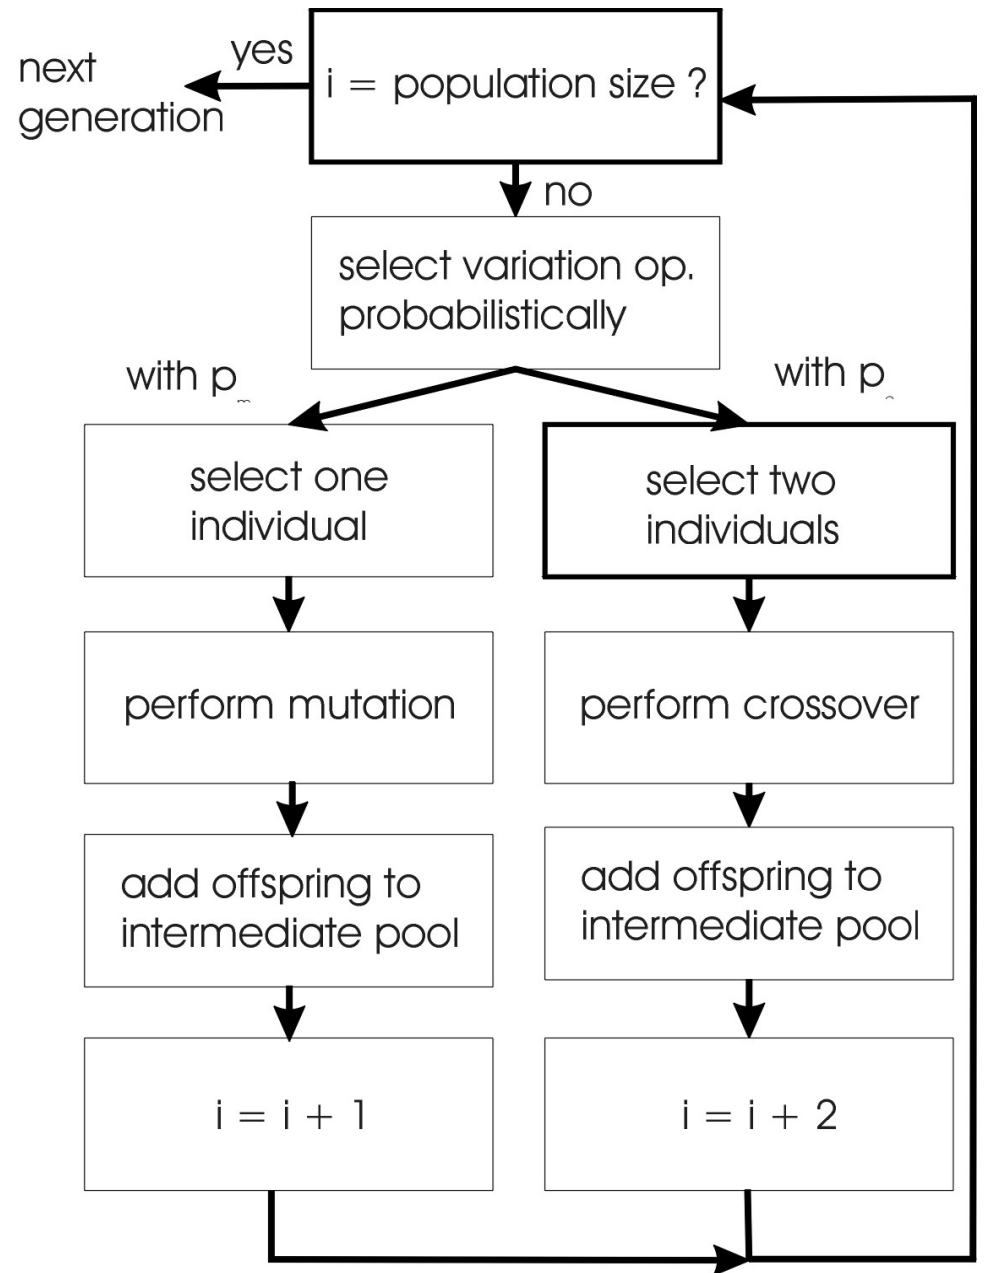 yes
next
generation
i = population size ?
no
select variation op.
probabilistically
with p m
with p
select one
individual
select two
individuals
perform mutation
perform crossover
add offspring to
intermediate pool
add offspring to
intermediate pool
i = i + 1
i = i + 2